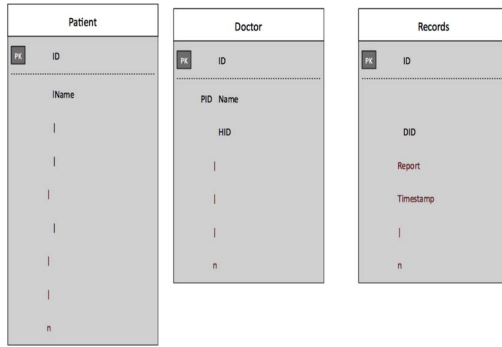 Patient
PK ID
lName
|
|
|
|
|
|
n
Doctor
PK ID
PID Name
HID
|
|
|
n
Records
PK ID
DID
Report
Timestamp
|
n